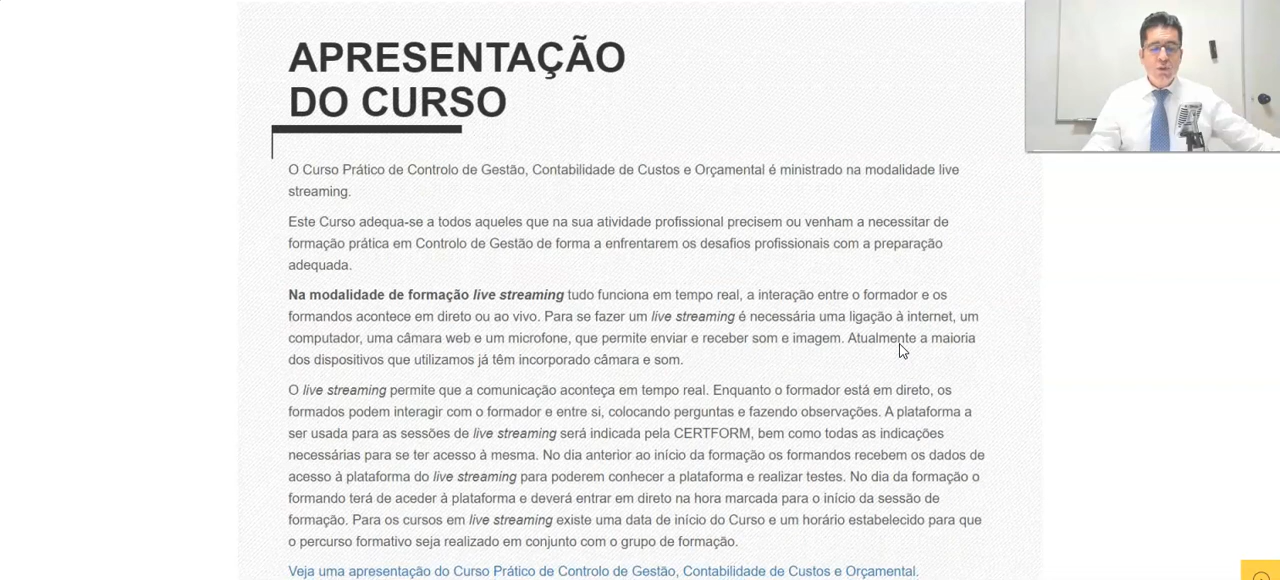 APRESENTAÇÃO
DO CURSO
O Curso Prático de Controlo de Gestão, Contabilidade de Custos e Orçamental é ministrado na modalidade live
streaming.
Este Curso adequa-se a todos aqueles que na sua atividade profissional precisem ou venham a necessitar de
formação prática em Controlo de Gestão de forma a enfrentarem os desafios profissionais com a preparação
adequada.
Na modalidade de formação live streaming tudo funciona em tempo real, a interação entre o formador e os
formandos acontece em direto ou ao vivo. Para se fazer um live streaming é necessária uma ligação à internet, um
computador, uma câmara web e um microfone, que permite enviar e receber som e imagem. Atualmente a maioria
dos dispositivos que utilizamos já têm incorporado câmara e som.
O live streaming permite que a comunicação aconteça em tempo real. Enquanto o formador está em direto, os
formados podem interagir com o formador e entre si, colocando perguntas e fazendo observações. A plataforma a
ser usada para as sessões de live streaming será indicada pela CERTFORM, bem como todas as indicações
necessárias para se ter acesso à mesma. No dia anterior ao início da formação os formandos recebem os dados de
acesso à plataforma do live streaming para poderem conhecer a plataforma e realizar testes. No dia da formação o
formando terá de aceder à plataforma e deverá entrar em direto na hora marcada para o início da sessão de
formação. Para os cursos em live streaming existe uma data de início do Curso e um horário estabelecido para que
o percurso formativo seja realizado em conjunto com o grupo de formação.
Veja uma apresentação do Curso Prático de Controlo de Gestão, Contabilidade de Custos e Orçamental.